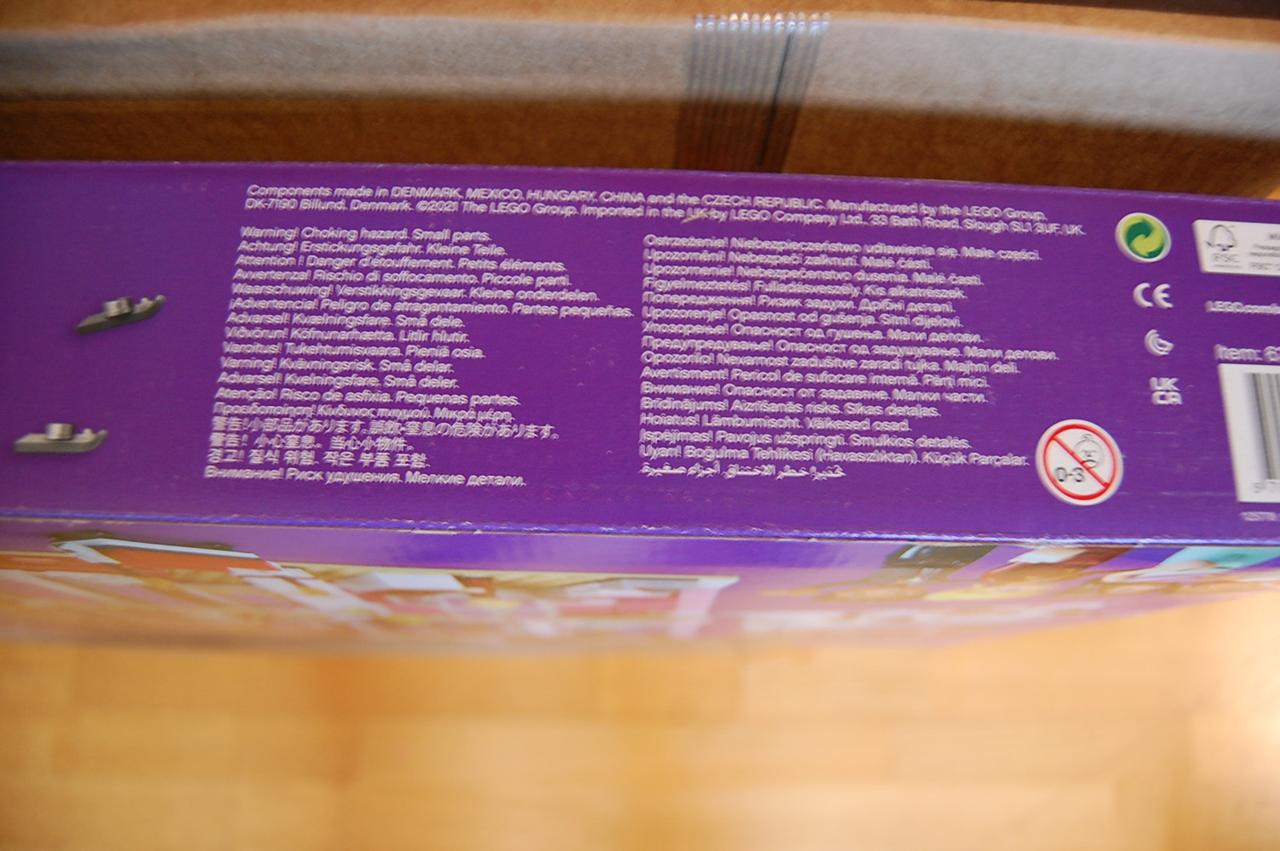 Components made in DENMARK, MEXICO, HUNGARY, CHINA and the CZECH REPUBLIC. Manufactured by the LEGO Group,
DK-7190 Billund, Denmark. ©2021 The LEGO Group. Imported in the UK by LEGO Company Ltd. 33 Bath Road, Slough SL1 3UF, UK.
Warning! Choking hazard. Small parts.
Achtung! Erstickungsgefahr. Kleine Teile.
Attention ! Danger d'étouffement. Petits éléments.
Avvertenza! Rischio di soffocamento. Piccole parti.
Waarschuwing! Verstikkingsgevaar. Kleine onderdelen.
¡Advertencia! Peligro de atragantamiento. Partes pequeñas.
Advarsel! Kvælningsfare. Små dele.
Viðvörun! Köfnunarhætta. Litlir hlutir.
Varoitus! Tukehtumisvaara. Pieniä osia.
Varning! Kvävningsrisk. Små delar.
Advarsel! Kvelningsfare. Små deler.
Atenção! Risco de asfixia. Pequenas partes.
Προειδοποίηση! Κίνδυνος πνιγμού. Μικρά μέρη.
警告!小部品があります。誤飲・窒息の危険があります。
警告! 小心窒息。当心小物件。
경고! 질식 위험. 작은 부품 포함.
Внимание! Риск удушения. Мелкие детали.
Ostrzeżenie! Niebezpieczeństwo udławienia się. Małe części.
Upozornění! Nebezpečí zalknutí. Malé části.
Upozornenie! Nebezpečenstvo dusenia. Malé časti.
Figyelmeztetés! Fulladásveszély. Kis alkatrészek.
Попередження! Ризик задухи. Дрібні деталі.
Upozorenje! Opasnost od gušenja. Sitni dijelovi.
Упозорење! Опасност од гушења. Мали делови.
Предупредување! Опасност од задушување. Мали делови.
Opozorilo! Nevarnost zadušitve zaradi tujka. Majhni deli.
Avertisment! Pericol de sufocare internă. Părți mici.
Внимание! Опасност от задавяне. Малки части.
Brīdinājums! Aizrīšanās risks. Sīkas detaļas.
Hoiatus! Lämbumisoht. Väikesed osad.
Įspėjimas! Pavojus užspringti. Smulkios detalės.
Uyarı! Boğulma Tehlikesi (Havasızlıktan). Küçük Parçalar.
تحذير! خطر الاختناق. أجزاء صغيرة.
0-3
CE
UK
CA
FSC
Item: 6